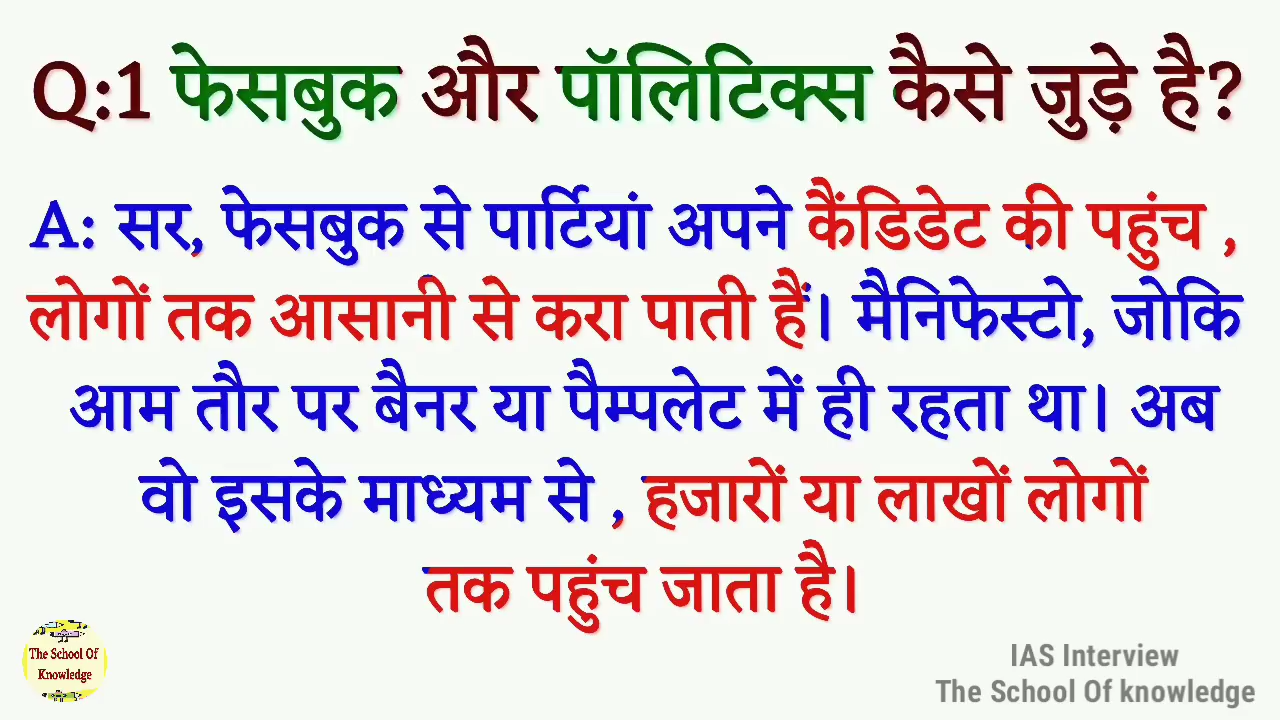 Q:1 फेसबुक और पॉलिटिक्स कैसे जुड़े है?
A: सर, फेसबुक से पार्टियां अपने कैंडिडेट की पहुंच ,
लोगों तक आसानी से करा पाती हैं। मैनिफेस्टो, जोकि
आम तौर पर बैनर या पैम्पलेट में ही रहता था। अब
वो इसके माध्यम से , हजारों या लाखों लोगों
तक पहुंच जाता है।
The School Of
Knowledge
IAS Interview
The School Of knowledge